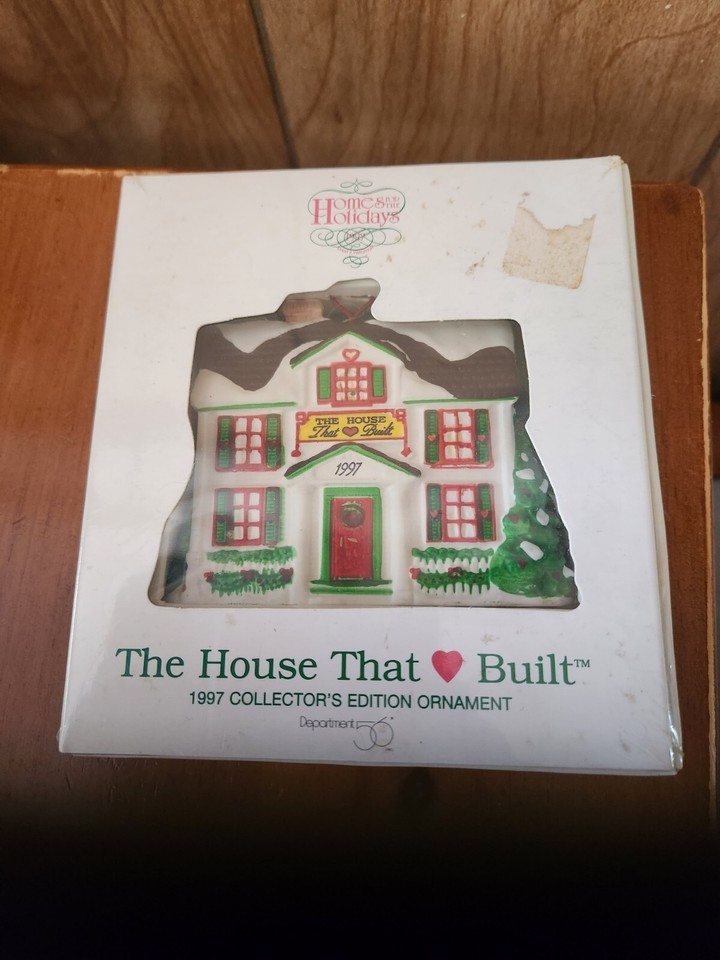 Homes FOR THE
Holidays
THE HOUSE
That ♥ Built
1997
The House That ♥ Built™
1997 COLLECTOR'S EDITION ORNAMENT
Department 56